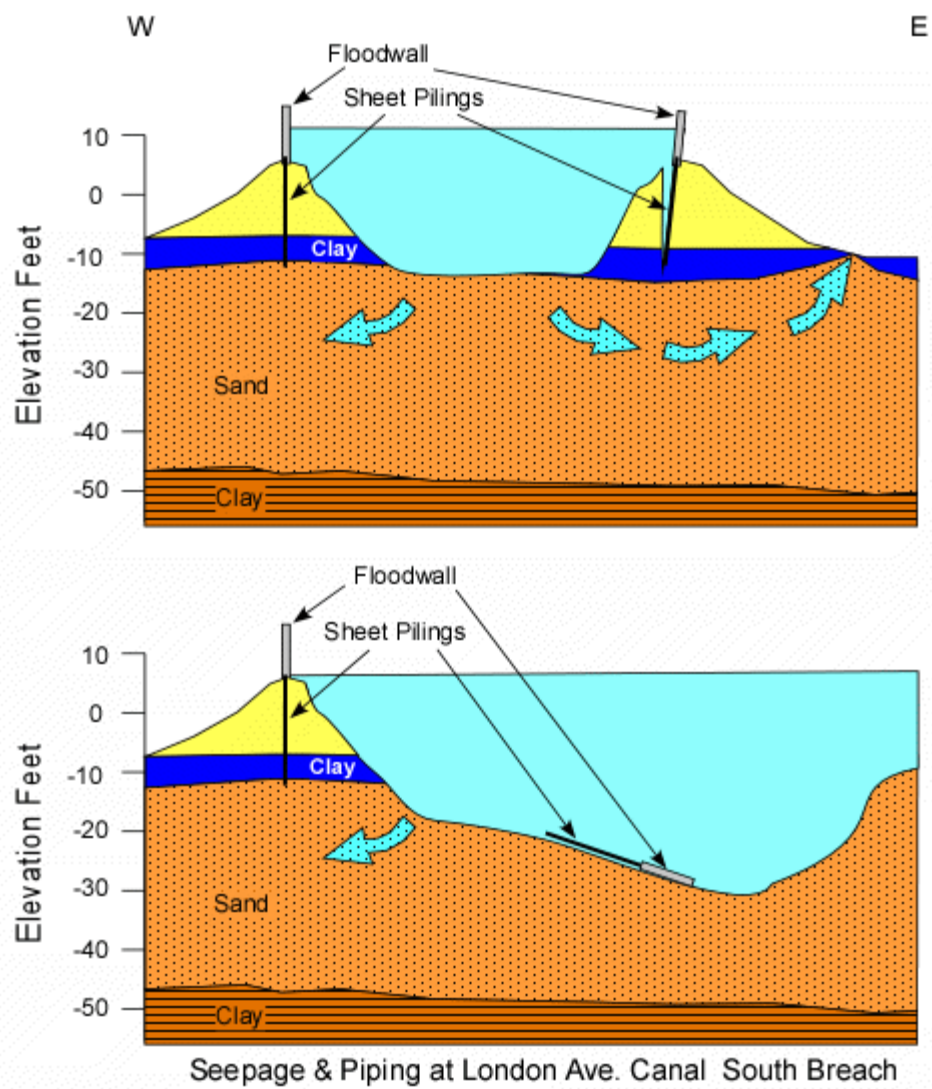 W
E
Floodwall
Sheet Pilings
10
0
-10
-20
-30
-40
-50
Elevation Feet
Clay
Sand
Clay
Floodwall
Sheet Pilings
10
0
-10
-20
-30
-40
-50
Elevation Feet
Clay
Sand
Clay
Seepage & Piping at London Ave. Canal South Breach